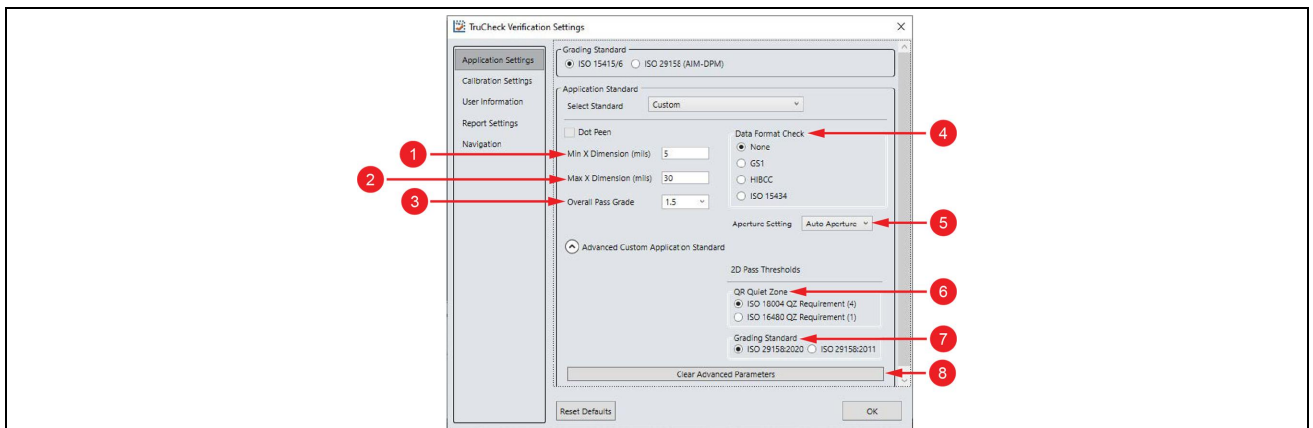 TruCheck Verification Settings
Application Settings
Calibration Settings
User Information
Report Settings
Navigation
Grading Standard
ISO 15415/6 ISO 29158 (AIM-DPM)
Application Standard
Select Standard Custom
Dot Peen
Min X Dimension (mils) 5
Max X Dimension (mils) 30
Overall Pass Grade 1.5
Data Format Check
None
GS1
HIBCC
ISO 15434
Aperture Setting Auto Aperture
Advanced Custom Application Standard
2D Pass Thresholds
QR Quiet Zone
ISO 18004 QZ Requirement (4)
ISO 16480 QZ Requirement (1)
Grading Standard
ISO 29158:2020 ISO 29158:2011
Clear Advanced Parameters
Reset Defaults OK
1
2
3
4
5
6
7
8